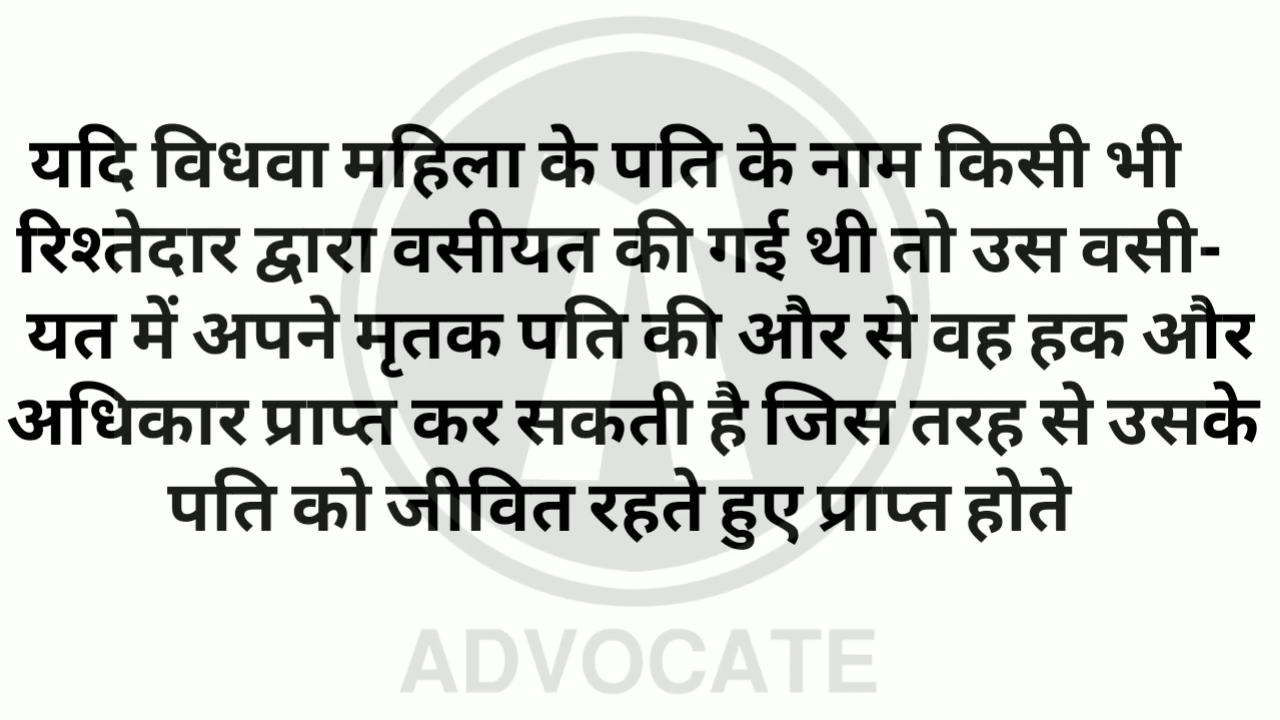 यदि विधवा महिला के पति के नाम किसी भी
रिश्तेदार द्वारा वसीयत की गई थी तो उस वसी-
यत में अपने मृतक पति की और से वह हक और
अधिकार प्राप्त कर सकती है जिस तरह से उसके
पति को जीवित रहते हुए प्राप्त होते
ADVOCATE